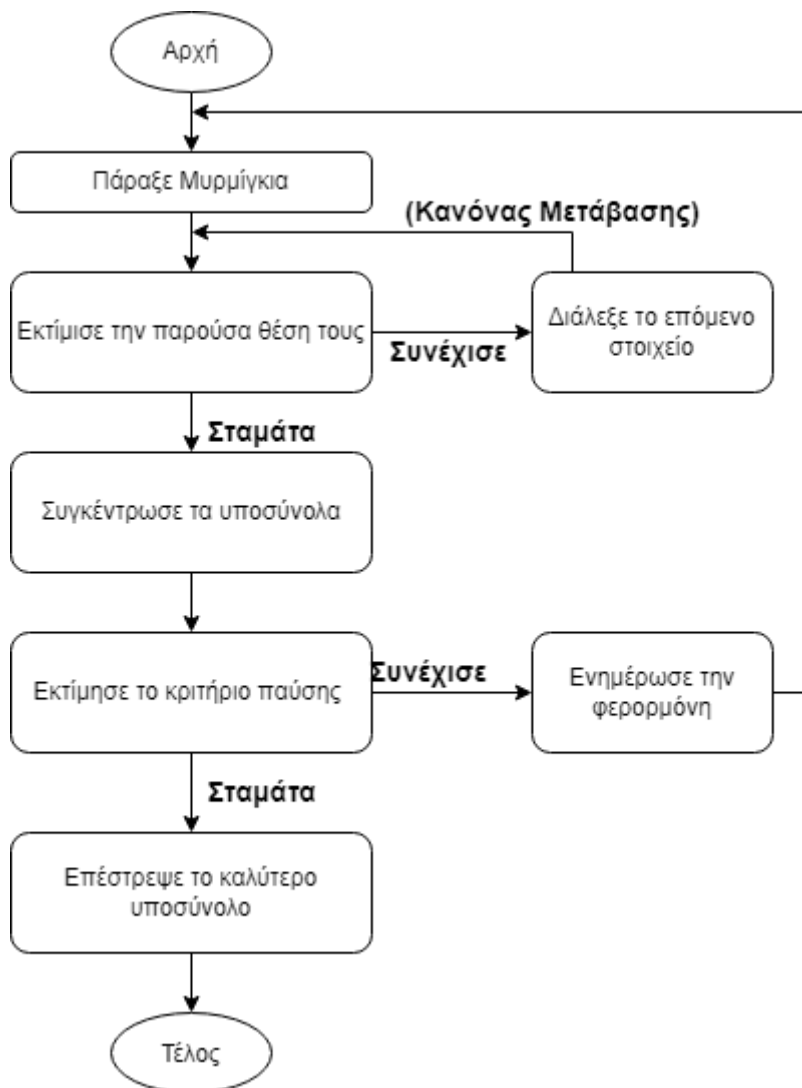 Αρχή
Πάραξε Μυρμίγκια
(Κανόνας Μετάβασης)
Εκτίμισε την παρούσα θέση τους
Συνέχισε
Διάλεξε το επόμενο
στοιχείο
Σταμάτα
Συγκέντρωσε τα υποσύνολα
Εκτίμησε το κριτήριο παύσης
Συνέχισε
Ενημέρωσε την
φερορμόνη
Σταμάτα
Επέστρεψε το καλύτερο
υποσύνολο
Τέλος